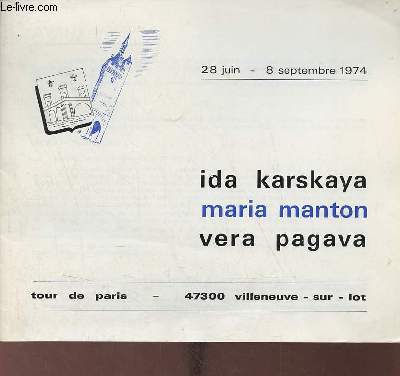 Le-livre.com
28 juin - 8 septembre 1974
ida karskaya
maria manton
vera pagava
tour de paris - 47300 villeneuve - sur - lot